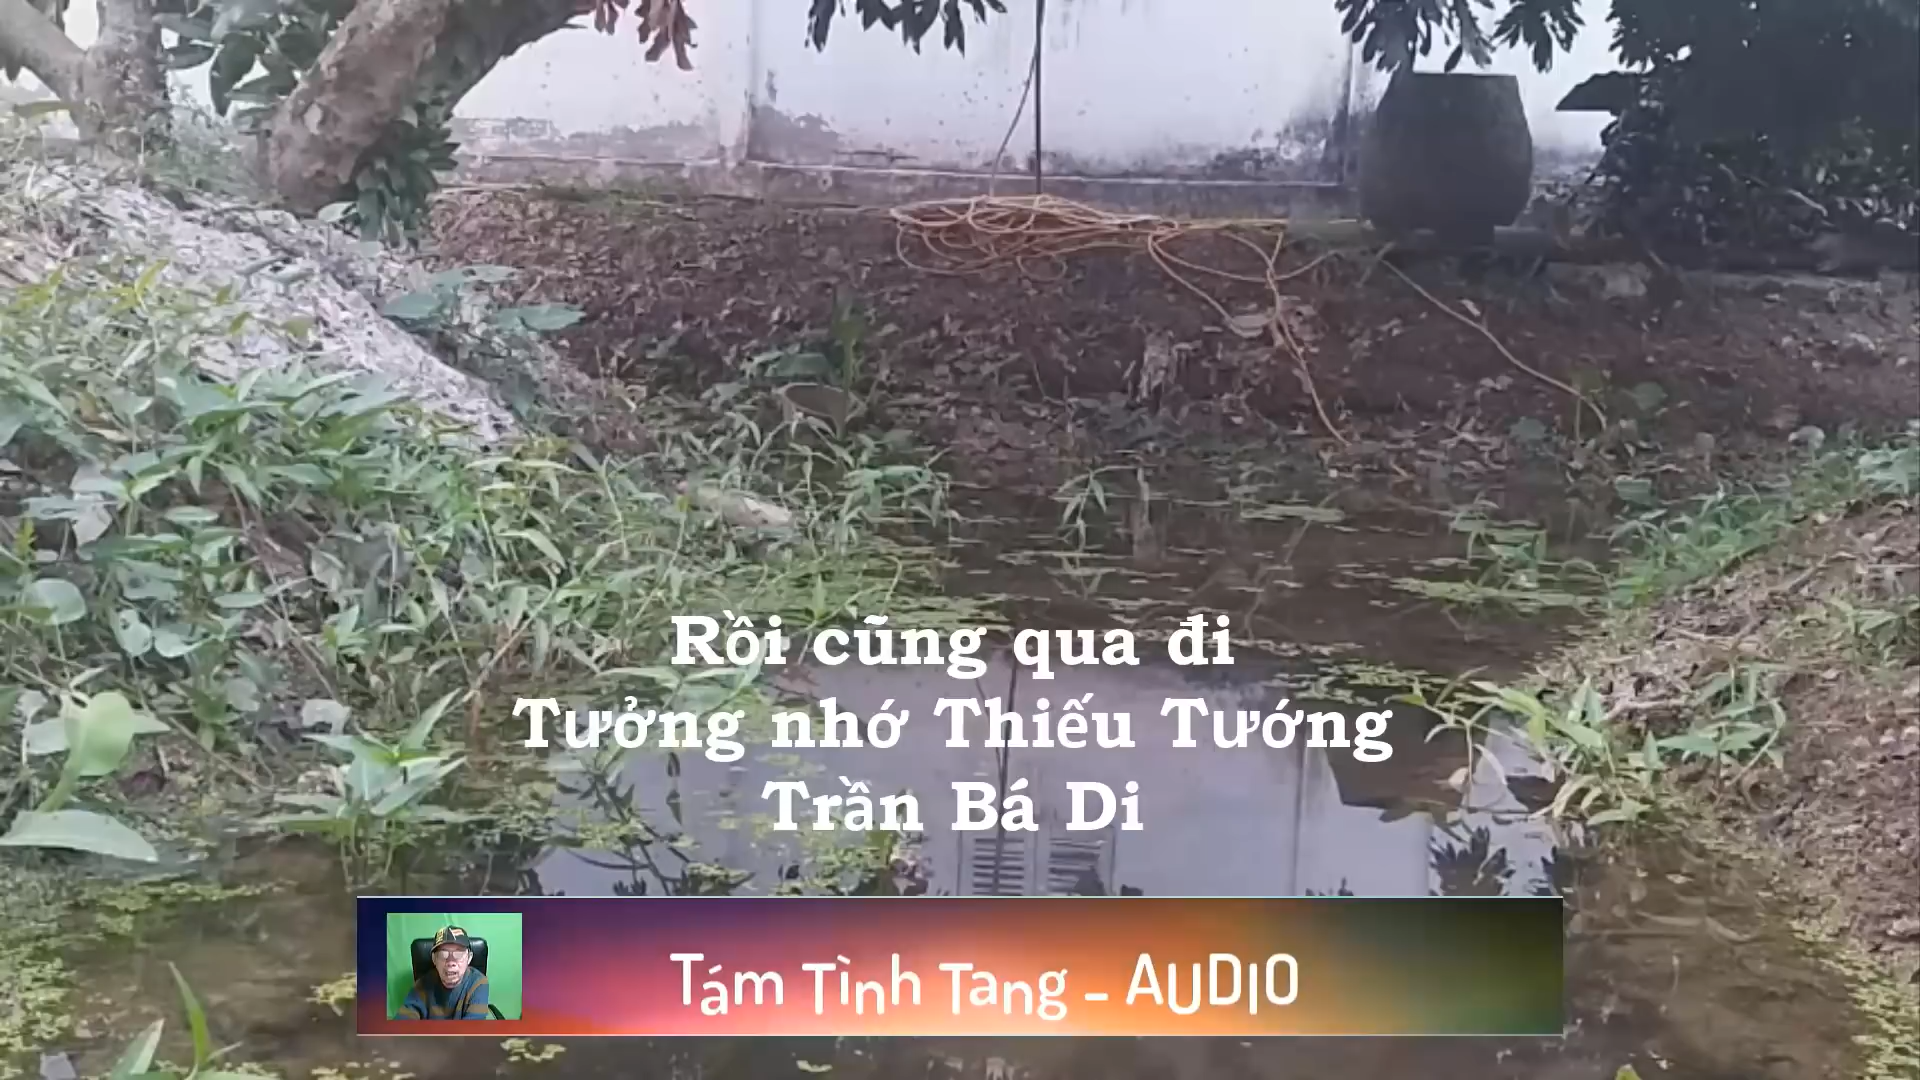 Rồi cũng qua đi
Tưởng nhớ Thiếu Tướng
Trần Bá Di
Tám Tình Tang - AUDIO